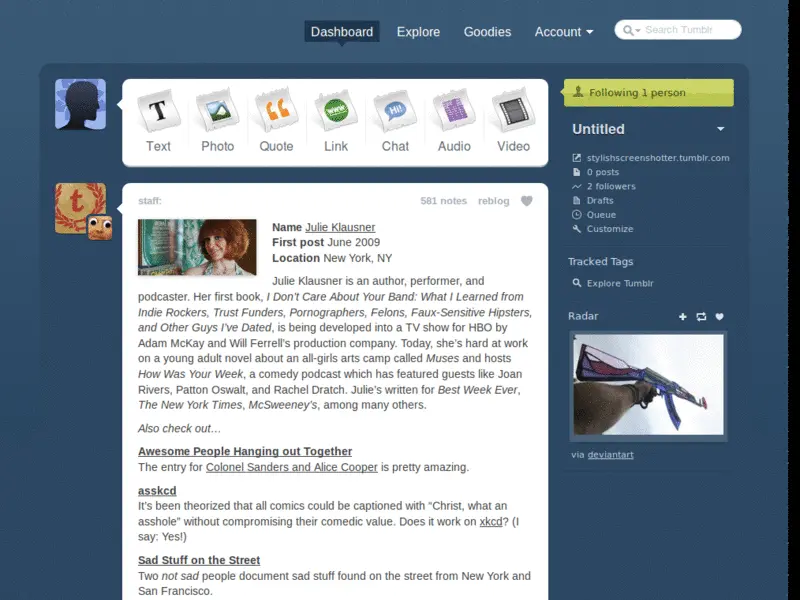 Dashboard Explore Goodies Account Search Tumblr
Following 1 person
T Hi! www
Text Photo Quote Link Chat Audio Video
Untitled
stylishscreenshotter.tumblr.com
0 posts
2 followers
Drafts
Queue
Customize
Tracked Tags
Explore Tumblr
Radar
via deviantart
t
staff: 581 notes reblog
Name Julie Klausner
First post June 2009
Location New York, NY
Julie Klausner is an author, performer, and
podcaster. Her first book, I Don’t Care About Your Band: What I Learned from
Indie Rockers, Trust Funders, Pornographers, Felons, Faux-Sensitive Hipsters,
and Other Guys I’ve Dated, is being developed into a TV show for HBO by
Adam McKay and Will Ferrell’s production company. Today, she’s hard at work
on a young adult novel about an all-girls arts camp called Muses and hosts
How Was Your Week, a comedy podcast which has featured guests like Joan
Rivers, Patton Oswalt, and Rachel Dratch. Julie’s written for Best Week Ever,
The New York Times, McSweeney’s, among many others.
Also check out…
Awesome People Hanging out Together
The entry for Colonel Sanders and Alice Cooper is pretty amazing.
asskcd
It’s been theorized that all comics could be captioned with “Christ, what an
asshole” without compromising their comedic value. Does it work on xkcd? (I
say: Yes!)
Sad Stuff on the Street
Two not sad people document sad stuff found on the street from New York and
San Francisco.